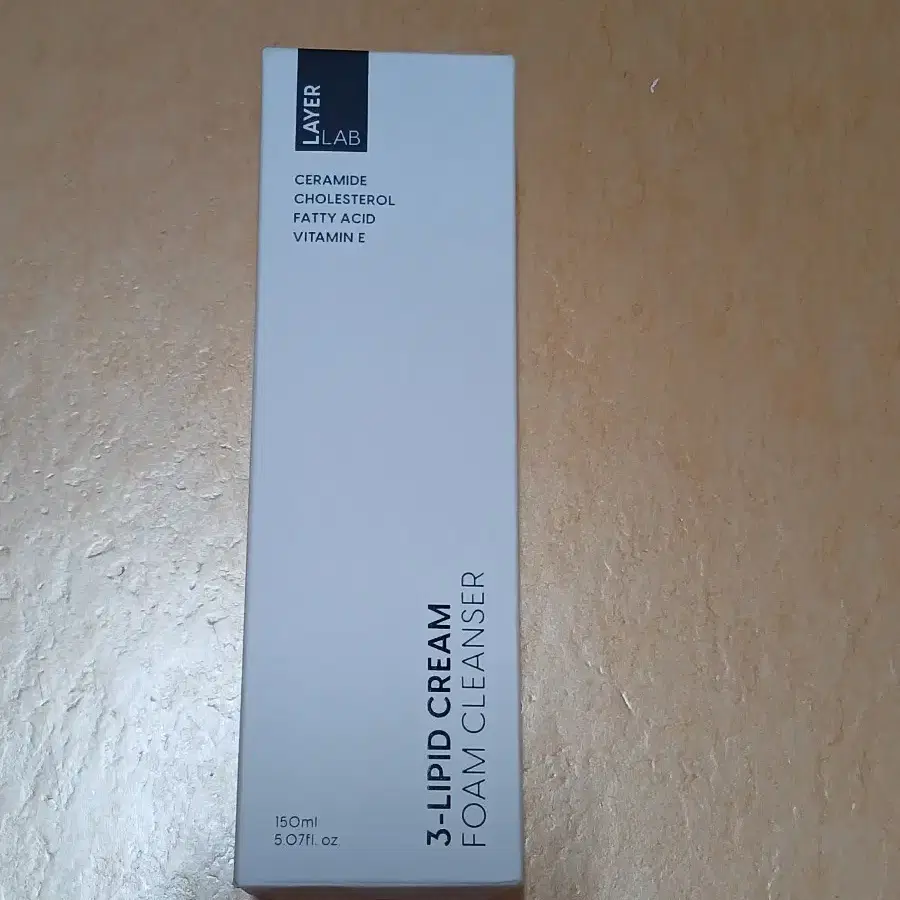 LAYER
LAB
CERAMIDE
CHOLESTEROL
FATTY ACID
VITAMIN E
3-LIPID CREAM
FOAM CLEANSER
150ml
5.07fl. oz